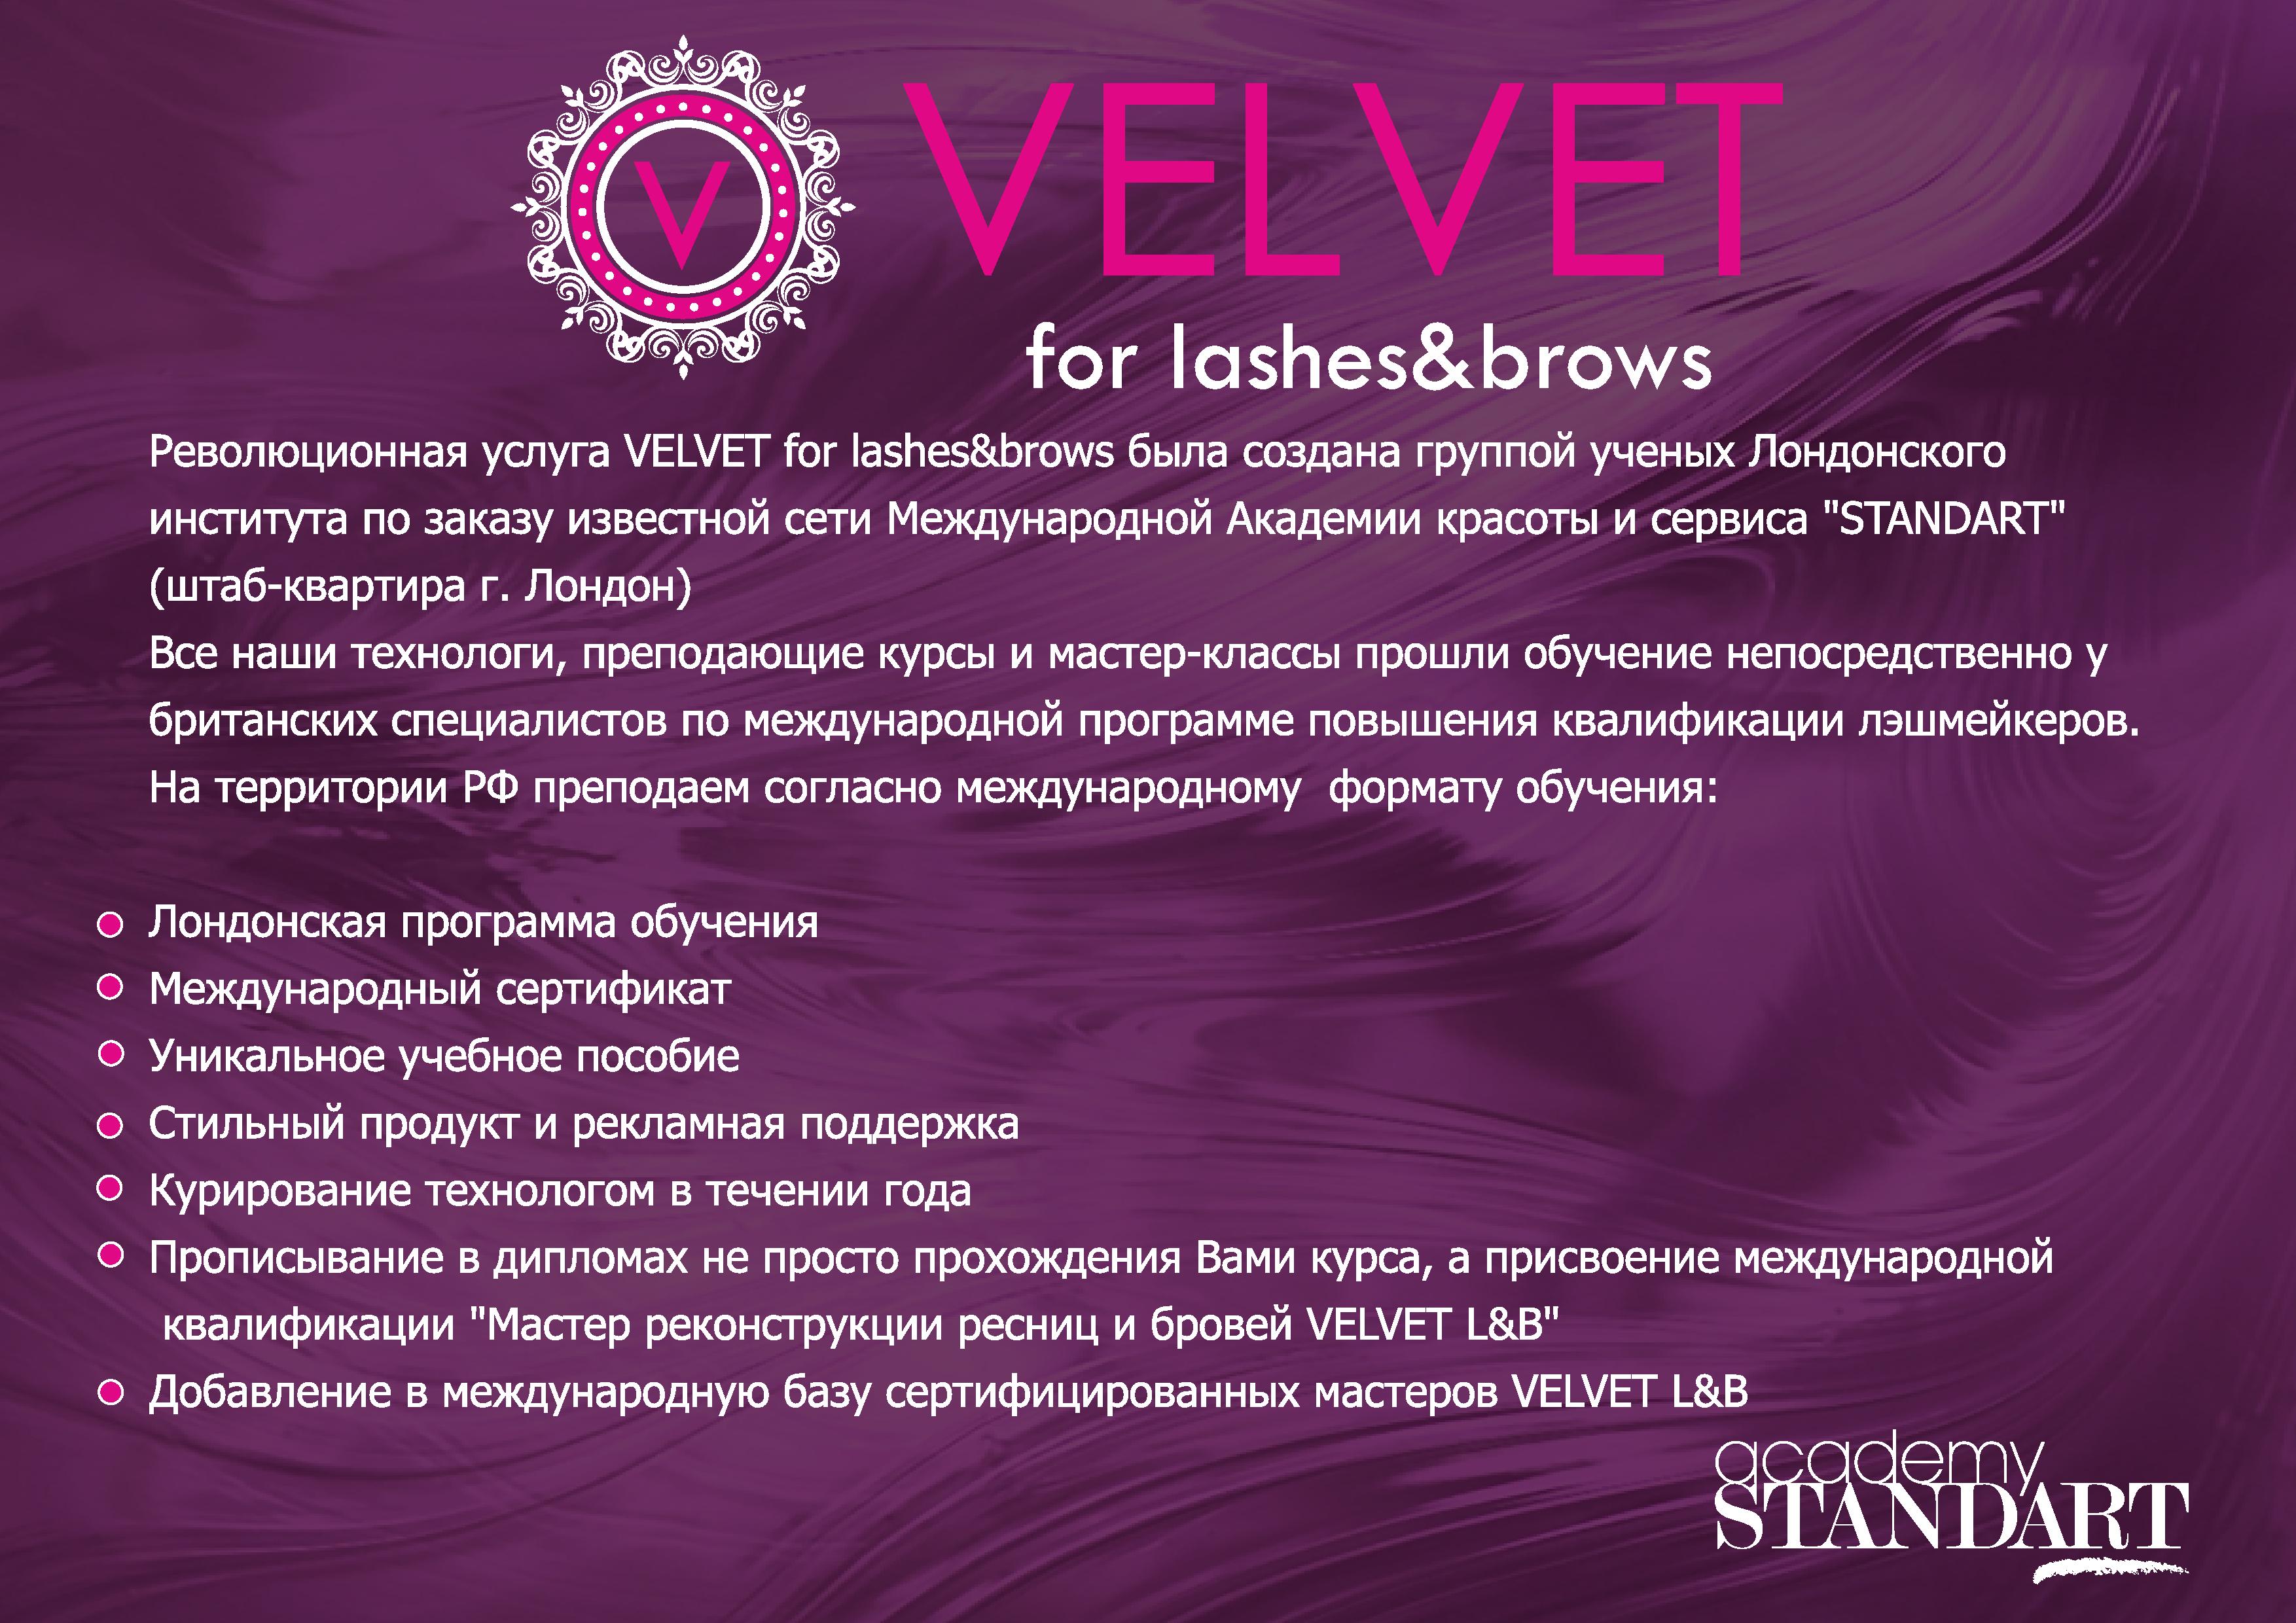 V
VELVET
for lashes&brows
Революционная услуга VELVET for lashes&brows была создана группой ученых Лондонского
института по заказу известной сети Международной Академии красоты и сервиса "STANDART"
(штаб-квартира г. Лондон)
Все наши технологи, преподающие курсы и мастер-классы прошли обучение непосредственно у
британских специалистов по международной программе повышения квалификации лэшмейкеров.
На территории РФ преподаем согласно международному формату обучения:
Лондонская программа обучения
Международный сертификат
Уникальное учебное пособие
Стильный продукт и рекламная поддержка
Курирование технологом в течении года
Прописывание в дипломах не просто прохождения Вами курса, а присвоение международной
квалификации "Мастер реконструкции ресниц и бровей VELVET L&B"
Добавление в международную базу сертифицированных мастеров VELVET L&B
academy
STANDART